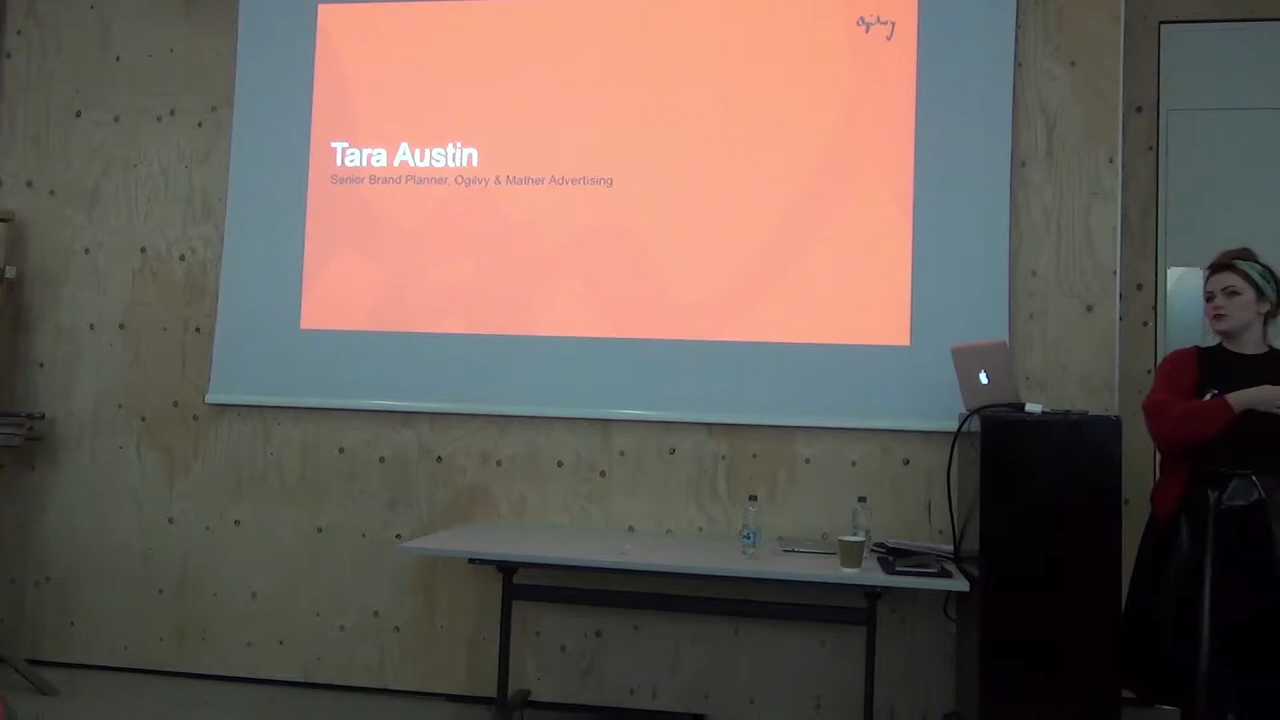 Ogilvy
Tara Austin
Senior Brand Planner, Ogilvy & Mather Advertising